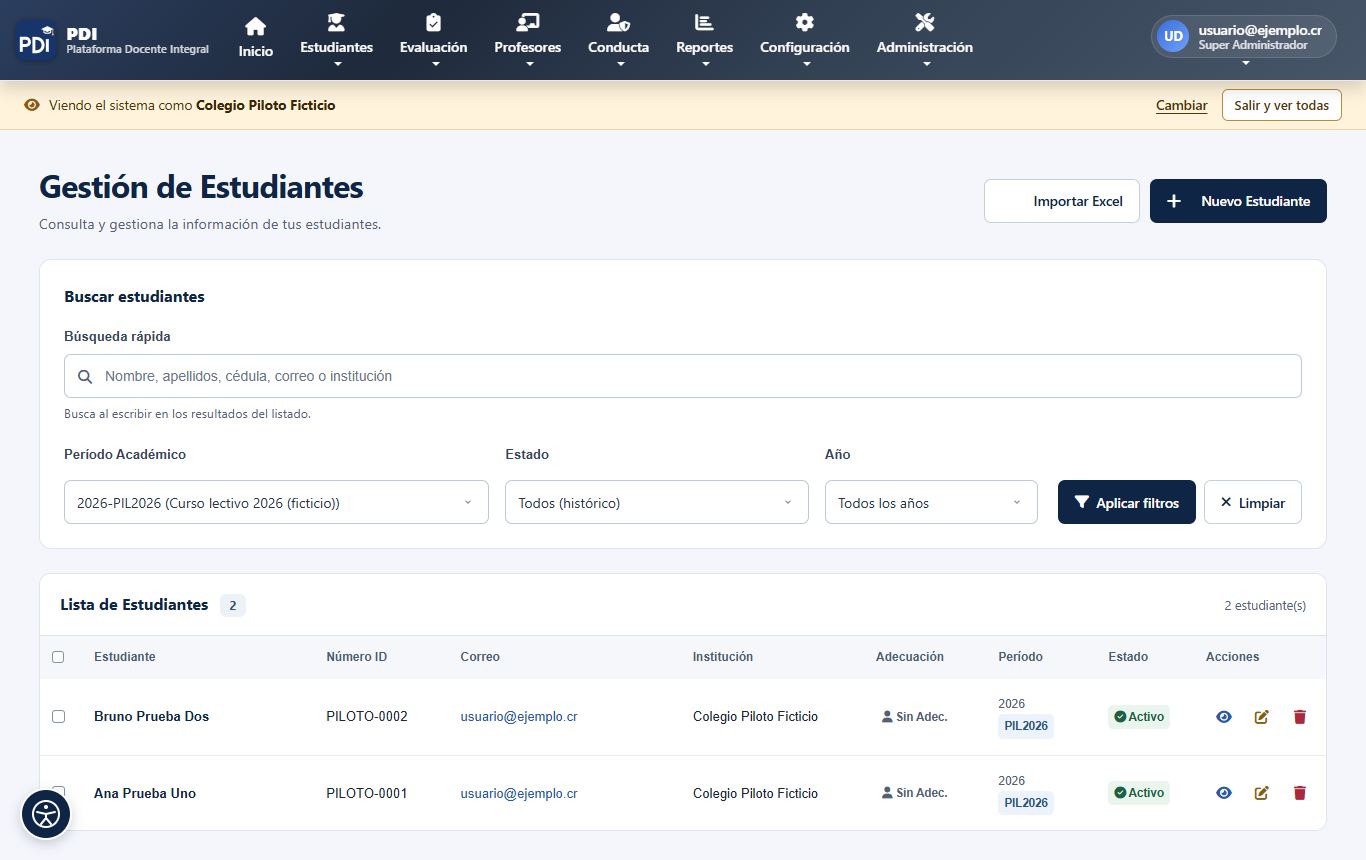 PDI
PDI
Plataforma Docente Integral
Inicio
Estudiantes
Evaluación
Profesores
Conducta
Reportes
Configuración
Administración
UD
usuario@ejemplo.cr
Super Administrador
Viendo el sistema como Colegio Piloto Ficticio
Cambiar
Salir y ver todas
Gestión de Estudiantes
Consulta y gestiona la información de tus estudiantes.
Importar Excel
Nuevo Estudiante
Buscar estudiantes
Búsqueda rápida
Nombre, apellidos, cédula, correo o institución
Busca al escribir en los resultados del listado.
Período Académico
Estado
Año
2026-PIL2026 (Curso lectivo 2026 (ficticio))
Todos (histórico)
Todos los años
Aplicar filtros
Limpiar
Lista de Estudiantes 2
2 estudiante(s)
Estudiante Número ID Correo Institución Adecuación Período Estado Acciones
Bruno Prueba Dos PILOTO-0002 usuario@ejemplo.cr Colegio Piloto Ficticio Sin Adec. 2026 PIL2026 Activo
Ana Prueba Uno PILOTO-0001 usuario@ejemplo.cr Colegio Piloto Ficticio Sin Adec. 2026 PIL2026 Activo